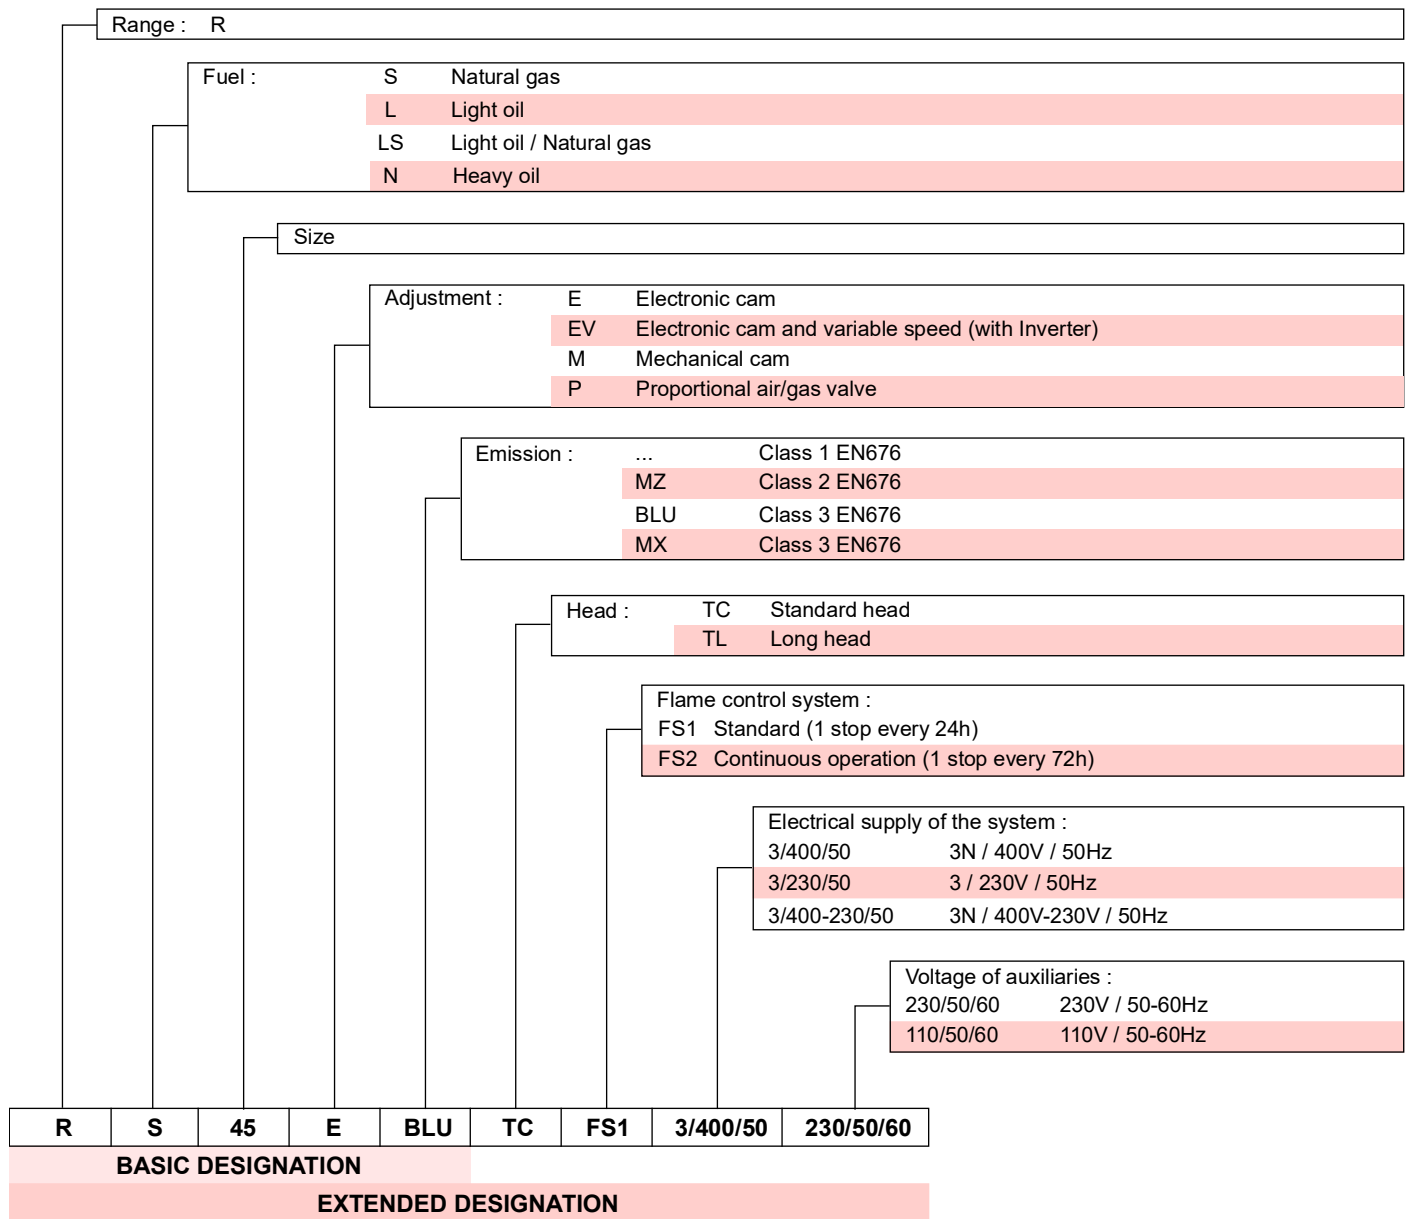 Range : R
Fuel : S Natural gas
L Light oil
LS Light oil / Natural gas
N Heavy oil
Size
Adjustment : E Electronic cam
EV Electronic cam and variable speed (with Inverter)
M Mechanical cam
P Proportional air/gas valve
Emission : ... Class 1 EN676
MZ Class 2 EN676
BLU Class 3 EN676
MX Class 3 EN676
Head : TC Standard head
TL Long head
Flame control system :
FS1 Standard (1 stop every 24h)
FS2 Continuous operation (1 stop every 72h)
Electrical supply of the system :
3/400/50 3N / 400V / 50Hz
3/230/50 3 / 230V / 50Hz
3/400-230/50 3N / 400V-230V / 50Hz
Voltage of auxiliaries :
230/50/60 230V / 50-60Hz
110/50/60 110V / 50-60Hz
R S 45 E BLU TC FS1 3/400/50 230/50/60
BASIC DESIGNATION
EXTENDED DESIGNATION